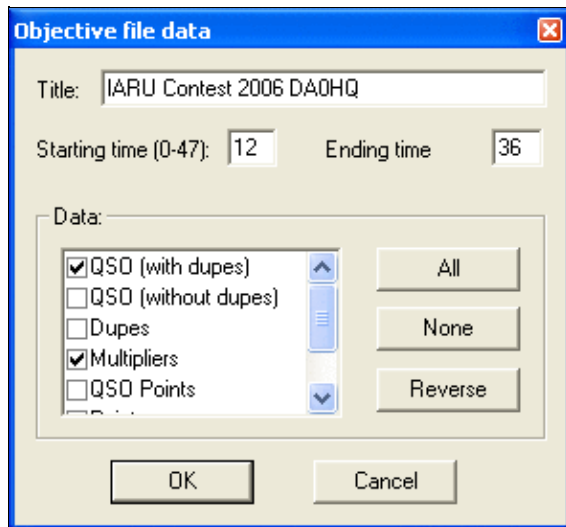 Objective file data
Title: IARU Contest 2006 DA0HQ
Starting time (0-47): 12 Ending time 36
Data:
QSO (with dupes)
QSO (without dupes)
Dupes
Multipliers
QSO Points
All
None
Reverse
OK Cancel